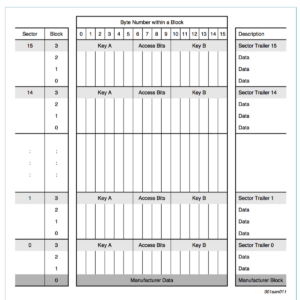 Byte Number within a Block
Sector Block 0 1 2 3 4 5 6 7 8 9 10 11 12 13 14 15 Description
15 3 Key A Access Bits Key B Sector Trailer 15
2 Data
1 Data
0 Data
14 3 Key A Access Bits Key B Sector Trailer 14
2 Data
1 Data
0 Data
: :
: :
: :
1 3 Key A Access Bits Key B Sector Trailer 1
2 Data
1 Data
0 Data
0 3 Key A Access Bits Key B Sector Trailer 0
2 Data
1 Data
0 Manufacturer Data Manufacturer Block
001aan011